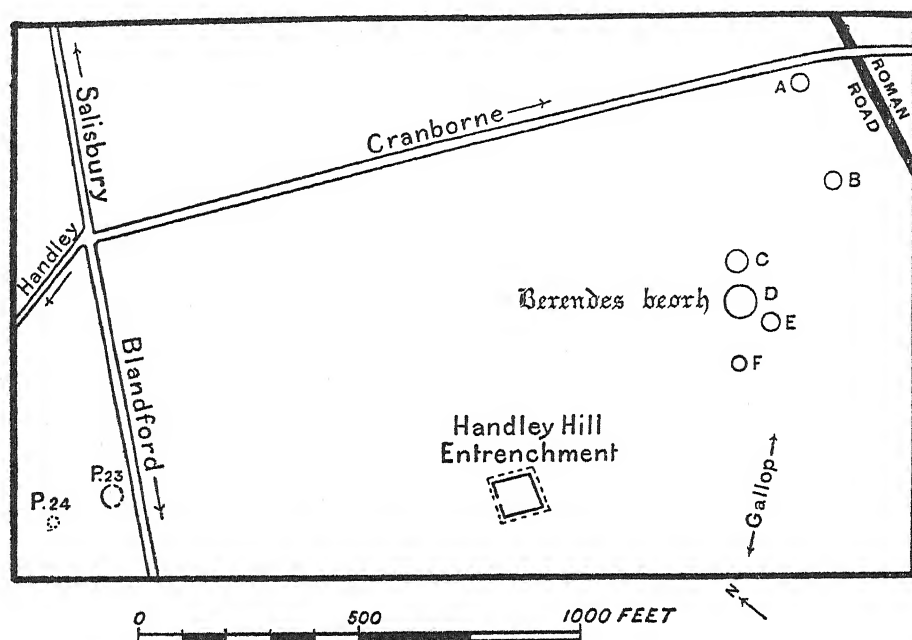 Salisbury
Cranborne
ROMAN
ROAD
A
B
Handley
C
Berendes beorh
D
E
F
Blandford
Handley Hill
Entrenchment
P.23
P.24
Gallop
N
0 500 1000 FEET